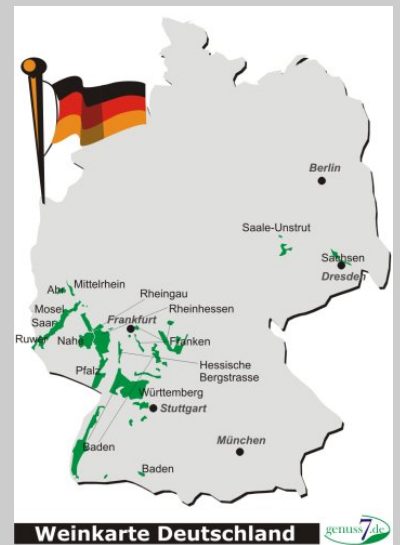 Berlin
Saale-Unstrut
Sachsen
Dresden
Ahr
Mittelrhein
Rheingau
Mosel
Rheinhessen
Saar
Frankfurt
Ruwer
Nahe
Franken
Hessische
Bergstrasse
Pfalz
Württemberg
Stuttgart
Baden
München
Baden
Weinkarte Deutschland
genuss7.de